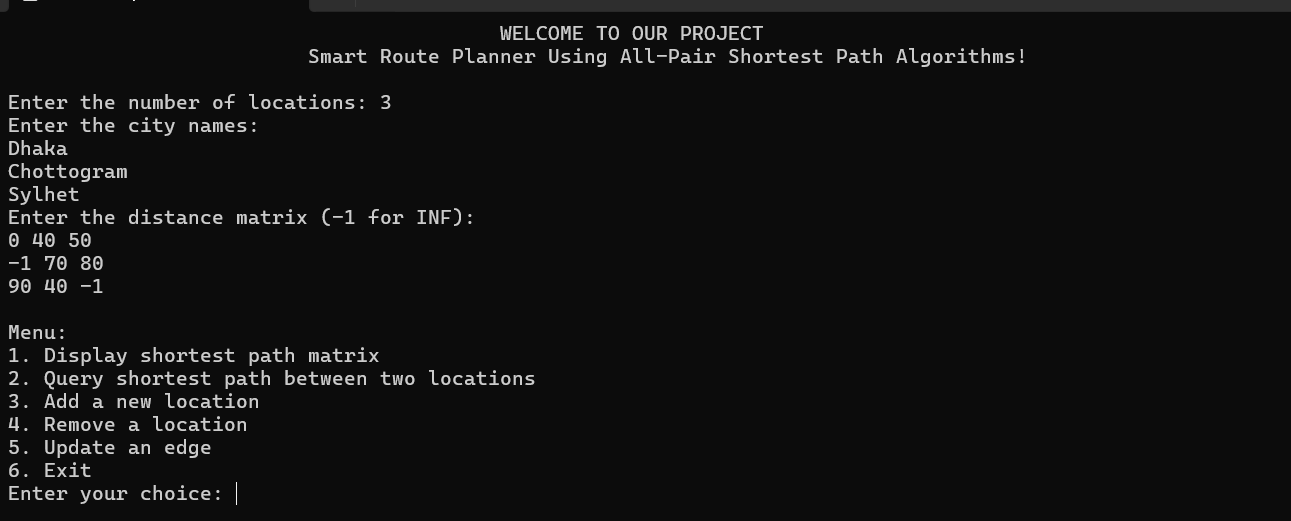 WELCOME TO OUR PROJECT
Smart Route Planner Using All-Pair Shortest Path Algorithms!
Enter the number of locations: 3
Enter the city names:
Dhaka
Chottogram
Sylhet
Enter the distance matrix (-1 for INF):
0 40 50
-1 70 80
90 40 -1
Menu:
1. Display shortest path matrix
2. Query shortest path between two locations
3. Add a new location
4. Remove a location
5. Update an edge
6. Exit
Enter your choice: